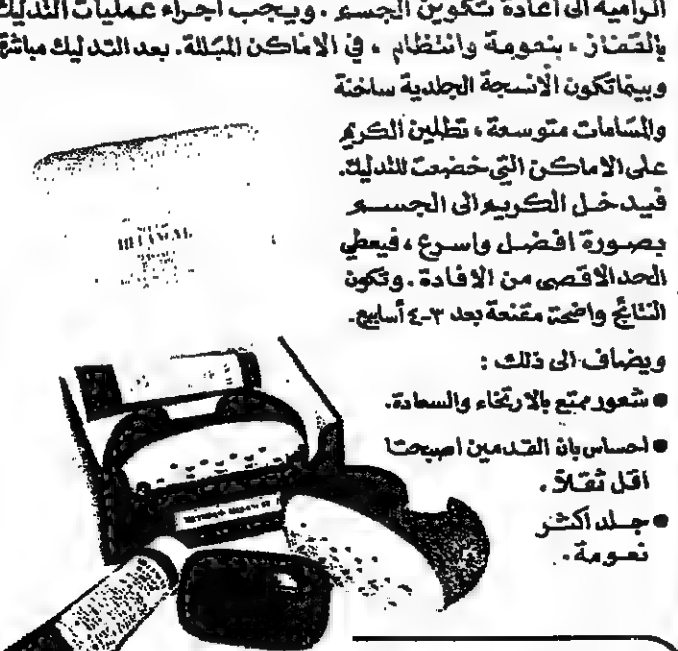 الرامية الى اعادة تكوين الجسم . ويجب اجراء عمليات التدليك
بالقفاز ، بنعومة وانتظام ، في الاماكن المبللة. بعد التدليك مباشرة
وبينما تكون الأنسجة الجلدية ساخنة
والمسامات متوسعة ، تطلين الكريم
على الاماكن التي خضعت للتدليك.
فيدخل الكريم الى الجسم
بصورة افضل واسرع ، فيعطي
الحد الاقصى من الافادة . وتكون
النتائج واضحة مقنعة بعد ٣-٤ أسابيع.
ويضاف الى ذلك :
● شعور ممتع بالارتخاء والسعادة.
● احساس بان القدمين اصبحتا
أقل ثقلاً .
● جلد أكثر
نعومة .